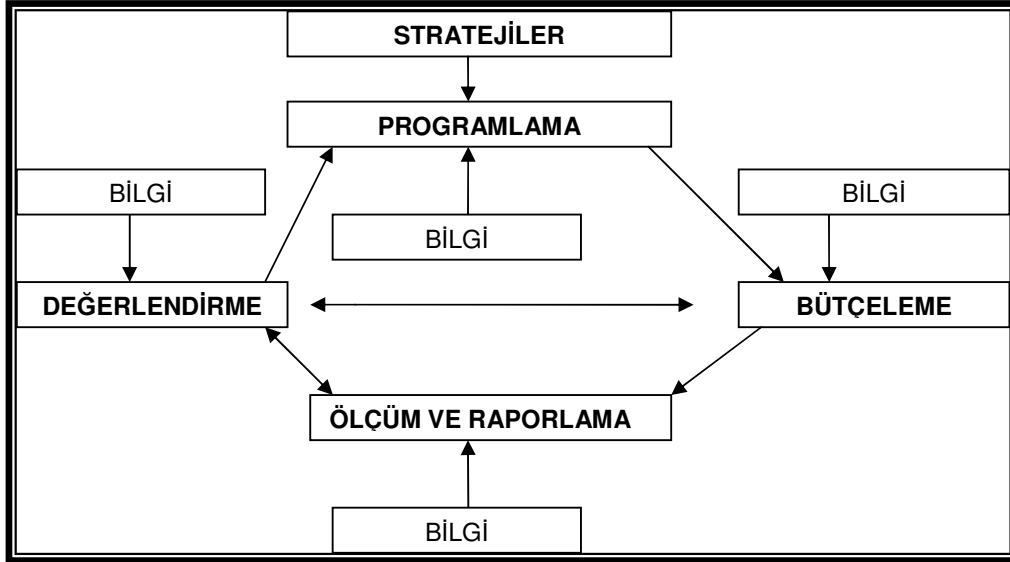 STRATEJİLER
PROGRAMLAMA
BİLGİ
BİLGİ
BİLGİ
DEĞERLENDİRME
BÜTÇELEME
ÖLÇÜM VE RAPORLAMA
BİLGİ